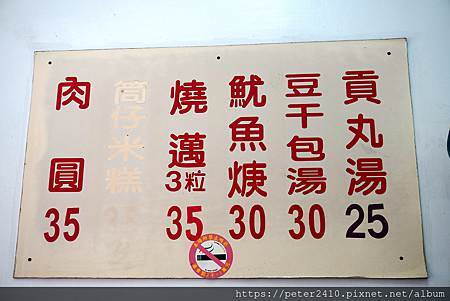 貢丸湯 25
豆干包湯 30
魷魚焿 30
燒邁 3粒 35
筒仔米糕
肉圓 35
https://peter2410.pixnet.net/album